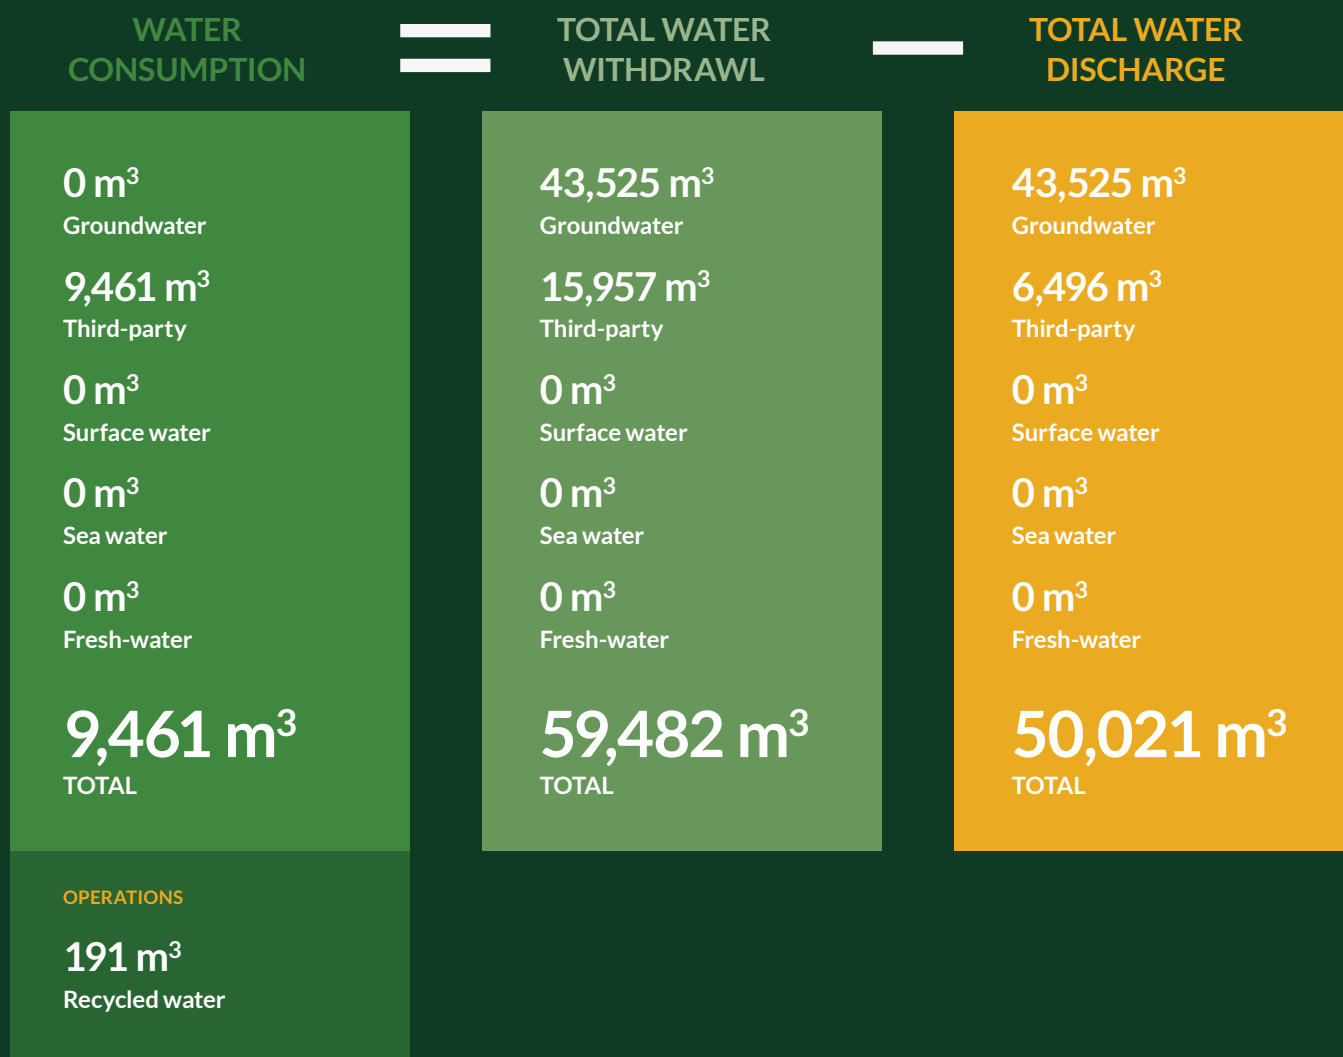 WATER
CONSUMPTION
TOTAL WATER
WITHDRAWL
TOTAL WATER
DISCHARGE
0 m³
Groundwater
9,461 m³
Third-party
0 m³
Surface water
0 m³
Sea water
0 m³
Fresh-water
9,461 m³
TOTAL
OPERATIONS
191 m³
Recycled water
43,525 m³
Groundwater
15,957 m³
Third-party
0 m³
Surface water
0 m³
Sea water
0 m³
Fresh-water
59,482 m³
TOTAL
43,525 m³
Groundwater
6,496 m³
Third-party
0 m³
Surface water
0 m³
Sea water
0 m³
Fresh-water
50,021 m³
TOTAL